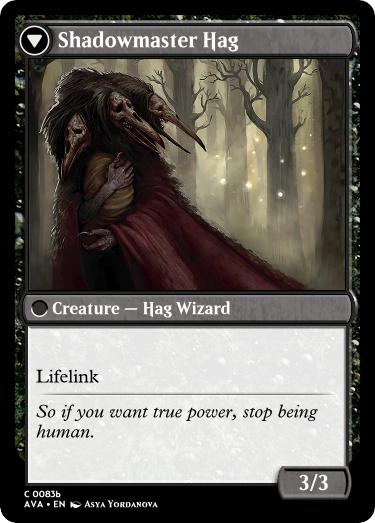 Shadowmaster Hag
Creature — Hag Wizard
Lifelink
So if you want true power, stop being
human.
3/3
C 0083b
AVA • EN Asya Yordanova